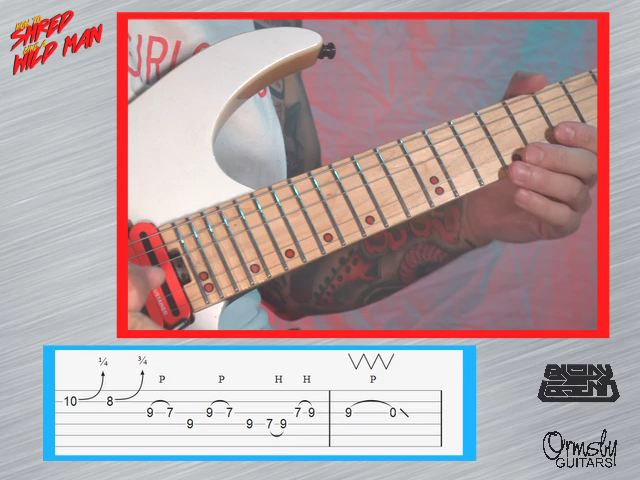 HOW TO
SHRED
LIKE A
WILD MAN
URL
¼ ¾
P P H H P
10 8 9 7 9 9 7 9 7 9 7 9 9 0
Ormsby
GUITARS